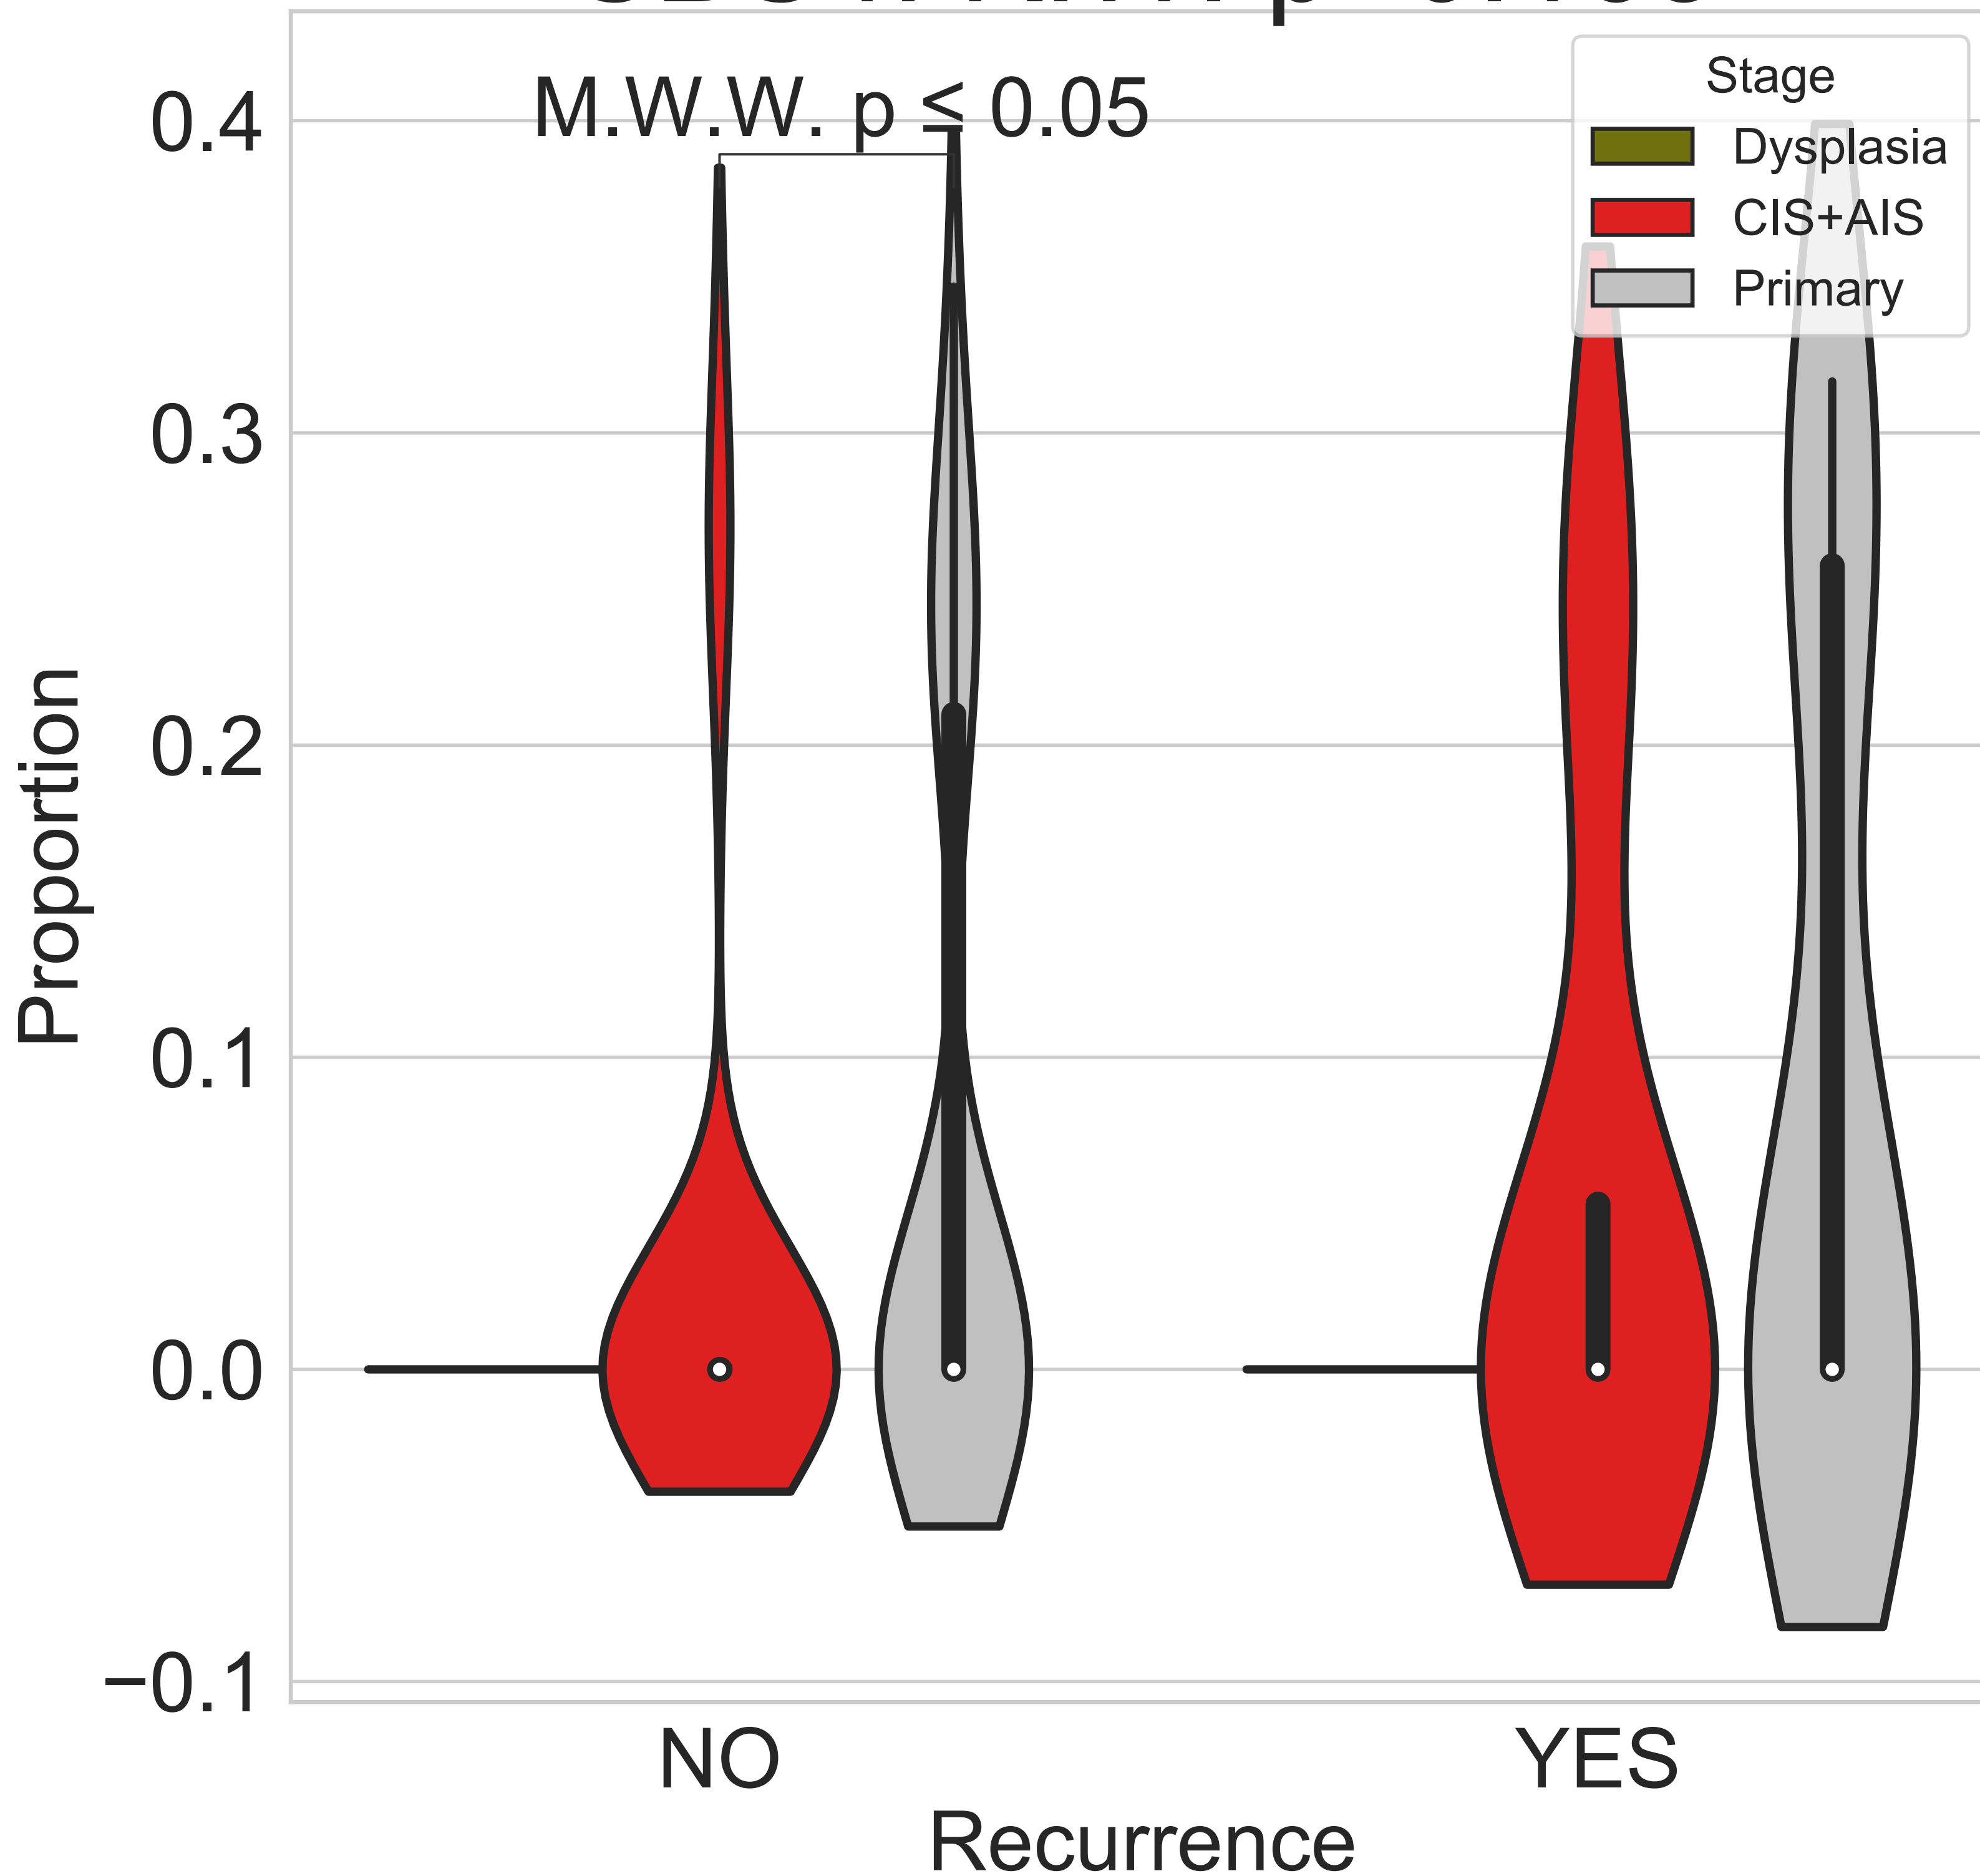 M.W.W. p ≤ 0.05
Stage
Dysplasia
CIS+AIS
Primary
0.4
0.3
0.2
0.1
0.0
−0.1
Proportion
NO
YES
Recurrence